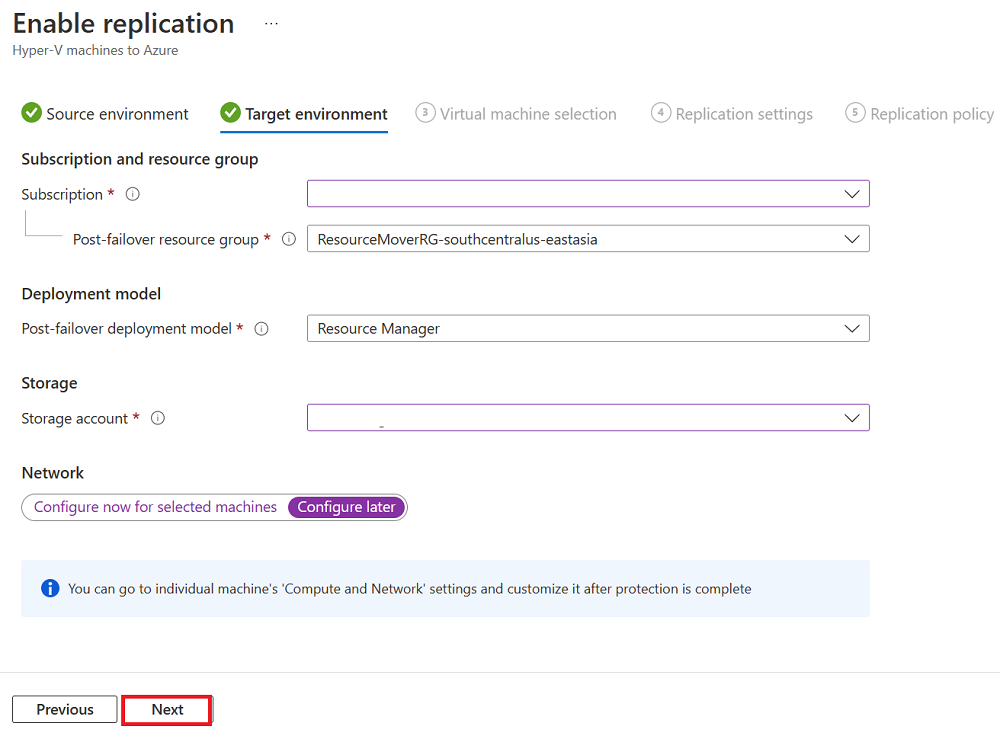 Enable replication ...
Hyper-V machines to Azure
Source environment Target environment 3 Virtual machine selection 4 Replication settings 5 Replication policy
Subscription and resource group
Subscription *
Post-failover resource group * ResourceMoverRG-southcentralus-eastasia
Deployment model
Post-failover deployment model * Resource Manager
Storage
Storage account *
Network
Configure now for selected machines Configure later
You can go to individual machine's 'Compute and Network' settings and customize it after protection is complete
Previous Next